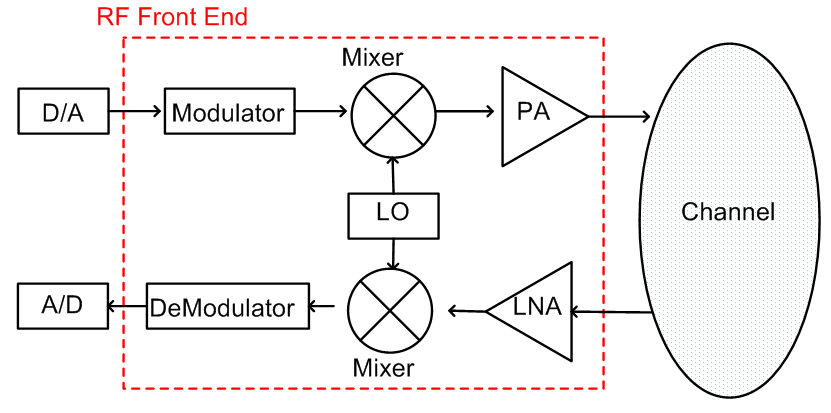 RF Front End
Mixer
D/A
Modulator
PA
LO
Channel
A/D
DeModulator
LNA
Mixer